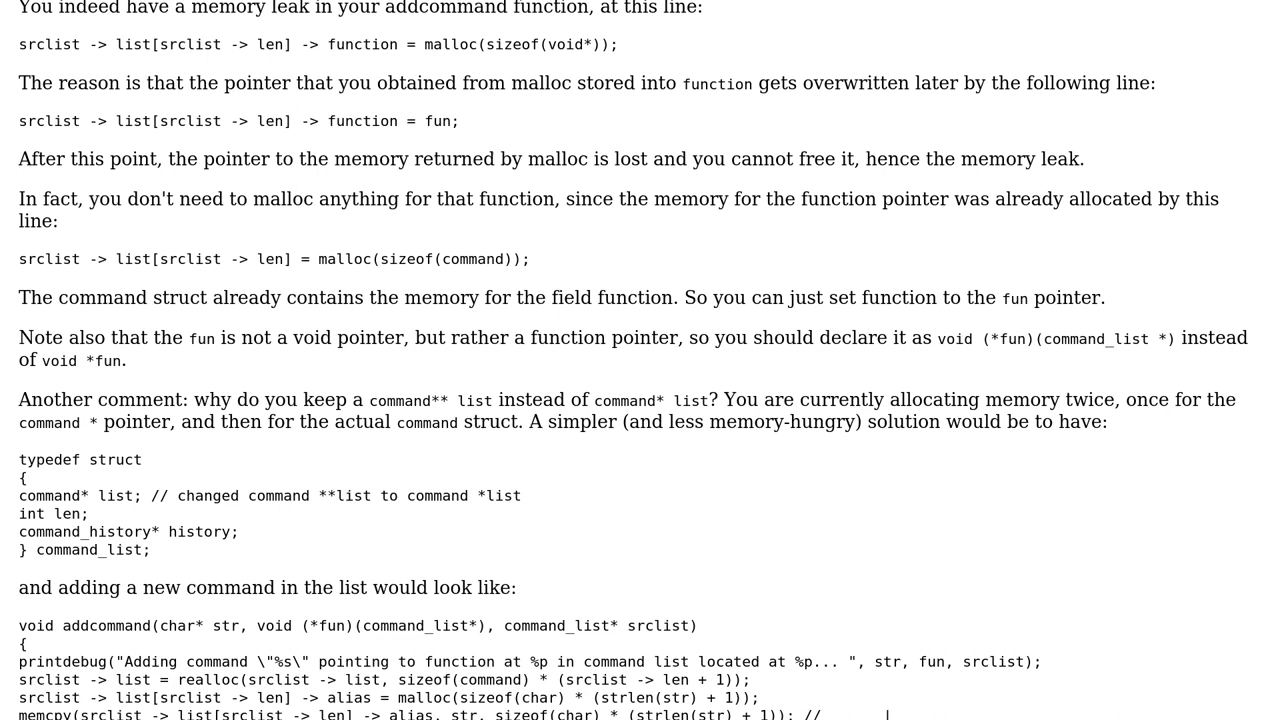 You indeed have a memory leak in your addcommand function, at this line:
srclist -> list[srclist -> len] -> function = malloc(sizeof(void*));
The reason is that the pointer that you obtained from malloc stored into function gets overwritten later by the following line:
srclist -> list[srclist -> len] -> function = fun;
After this point, the pointer to the memory returned by malloc is lost and you cannot free it, hence the memory leak.
In fact, you don't need to malloc anything for that function, since the memory for the function pointer was already allocated by this
line:
srclist -> list[srclist -> len] = malloc(sizeof(command));
The command struct already contains the memory for the field function. So you can just set function to the fun pointer.
Note also that the fun is not a void pointer, but rather a function pointer, so you should declare it as void (*fun)(command_list *) instead
of void *fun.
Another comment: why do you keep a command** list instead of command* list? You are currently allocating memory twice, once for the
command * pointer, and then for the actual command struct. A simpler (and less memory-hungry) solution would be to have:
typedef struct
{
command* list; // changed command **list to command *list
int len;
command_history* history;
} command_list;
and adding a new command in the list would look like:
void addcommand(char* str, void (*fun)(command_list*), command_list* srclist)
{
printdebug("Adding command \"%s\" pointing to function at %p in command list located at %p... ", str, fun, srclist);
srclist -> list = realloc(srclist -> list, sizeof(command) * (srclist -> len + 1));
srclist -> list[srclist -> len] -> alias = malloc(sizeof(char) * (strlen(str) + 1));
memcpy(srclist -> list[srclist -> len] -> alias, str, sizeof(char) * (strlen(str) + 1)); // |